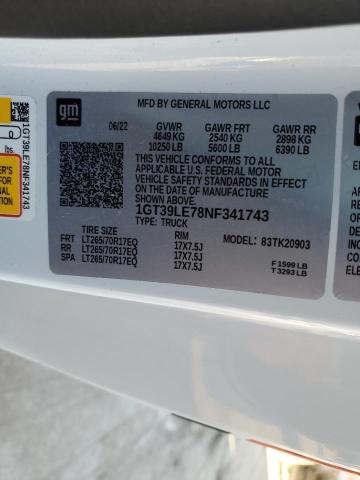 gm
MFD BY GENERAL MOTORS LLC
06/22 GVWR GAWR FRT GAWR RR
4649 KG 2540 KG 2898 KG
10250 LB 5600 LB 6390 LB
THIS VEHICLE CONFORMS TO ALL
APPLICABLE U.S. FEDERAL MOTOR
VEHICLE SAFETY STANDARDS IN EFFECT
ON THE DATE OF MANUFACTURE
SHOWN ABOVE.
1GT39LE78NF341743
TYPE: TRUCK
TIRE SIZE RIM MODEL: 83TK20903
FRT LT265/70R17EQ 17X7.5J
RR LT265/70R17EQ 17X7.5J
SPA LT265/70R17EQ 17X7.5J
F 1599 LB
T 3293 LB
1GT39LE78NF341743
lbs